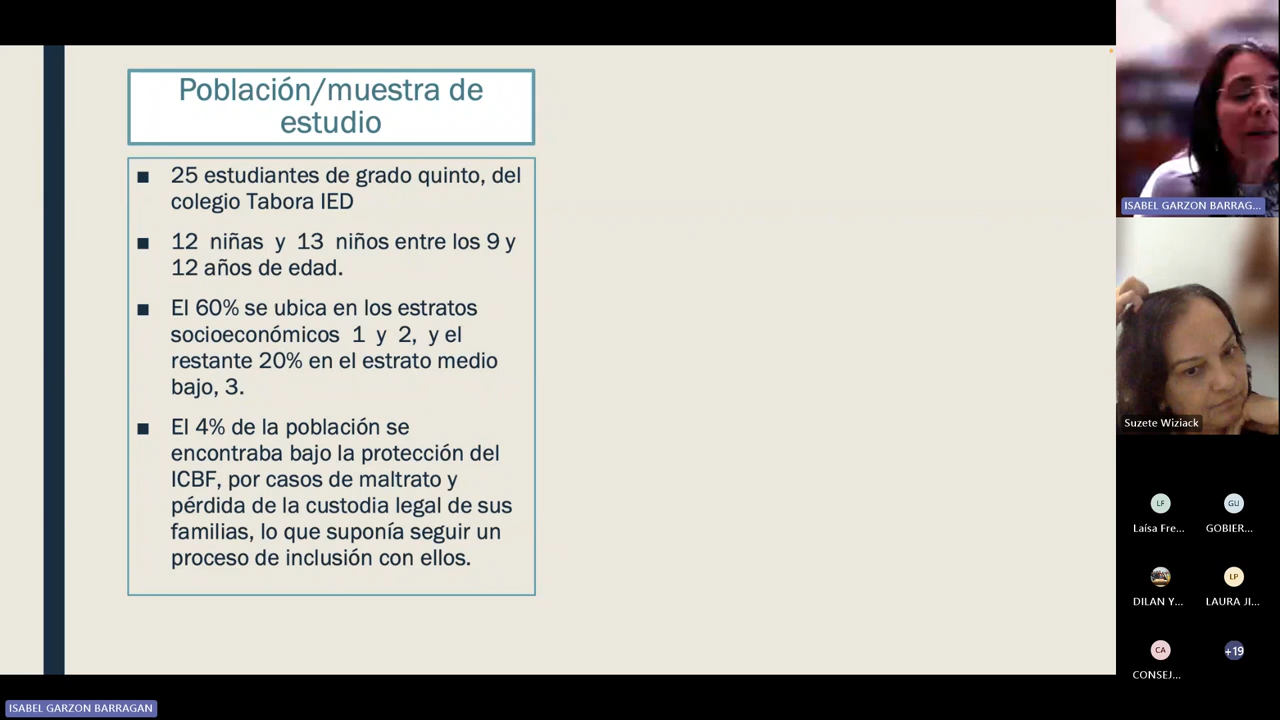 Población/muestra de
estudio
■ 25 estudiantes de grado quinto, del
colegio Tabora IED
■ 12 niñas y 13 niños entre los 9 y
12 años de edad.
■ El 60% se ubica en los estratos
socioeconómicos 1 y 2, y el
restante 20% en el estrato medio
bajo, 3.
■ El 4% de la población se
encontraba bajo la protección del
ICBF, por casos de maltrato y
pérdida de la custodia legal de sus
familias, lo que suponía seguir un
proceso de inclusión con ellos.
ISABEL GARZON BARRAG...
Suzete Wiziack
LF GU
Laísa Fre... GOBIER...
LP
DILAN Y... LAURA JI...
CA +19
CONSEJ...
ISABEL GARZON BARRAGAN